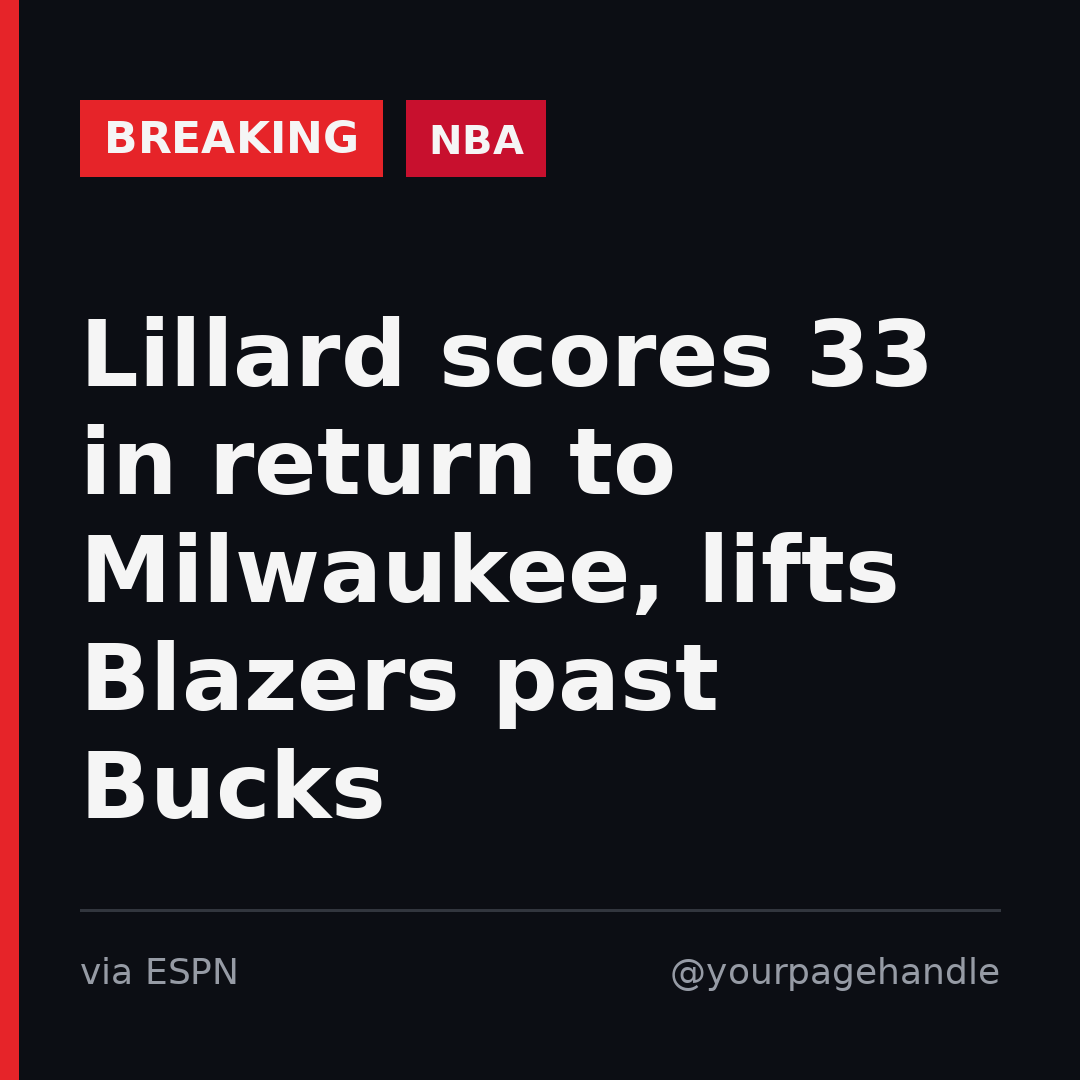 BREAKING NBA
Lillard scores 33
in return to
Milwaukee, lifts
Blazers past
Bucks
via ESPN @yourpagehandle